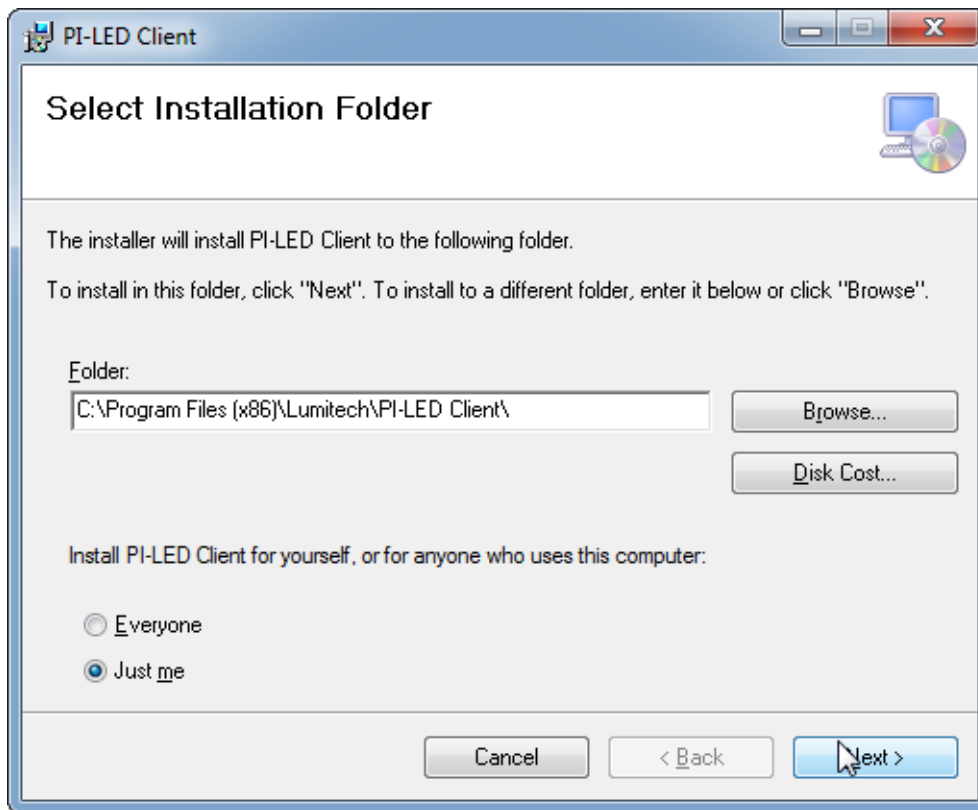 PI-LED Client
Select Installation Folder
The installer will install PI-LED Client to the following folder.
To install in this folder, click "Next". To install to a different folder, enter it below or click "Browse".
Folder:
C:\Program Files (x86)\Lumitech\PI-LED Client\
Browse...
Disk Cost...
Install PI-LED Client for yourself, or for anyone who uses this computer:
Everyone
Just me
Cancel
< Back
Next >